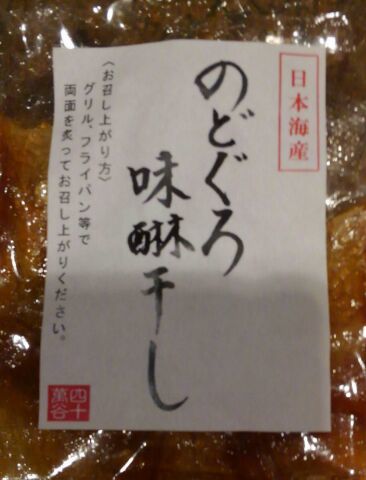 日本海産
のどぐろ
味醂干し
〈お召し上がり方〉
グリル、フライパン等で
両面を炙ってお召し上がりください。
四十
萬谷